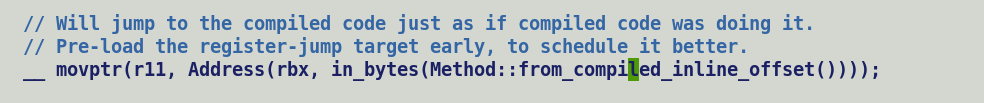 // Will jump to the compiled code just as if compiled code was doing it.
// Pre-load the register-jump target early, to schedule it better.
__ movptr(r11, Address(rbx, in_bytes(Method::from_compiled_inline_offset())));